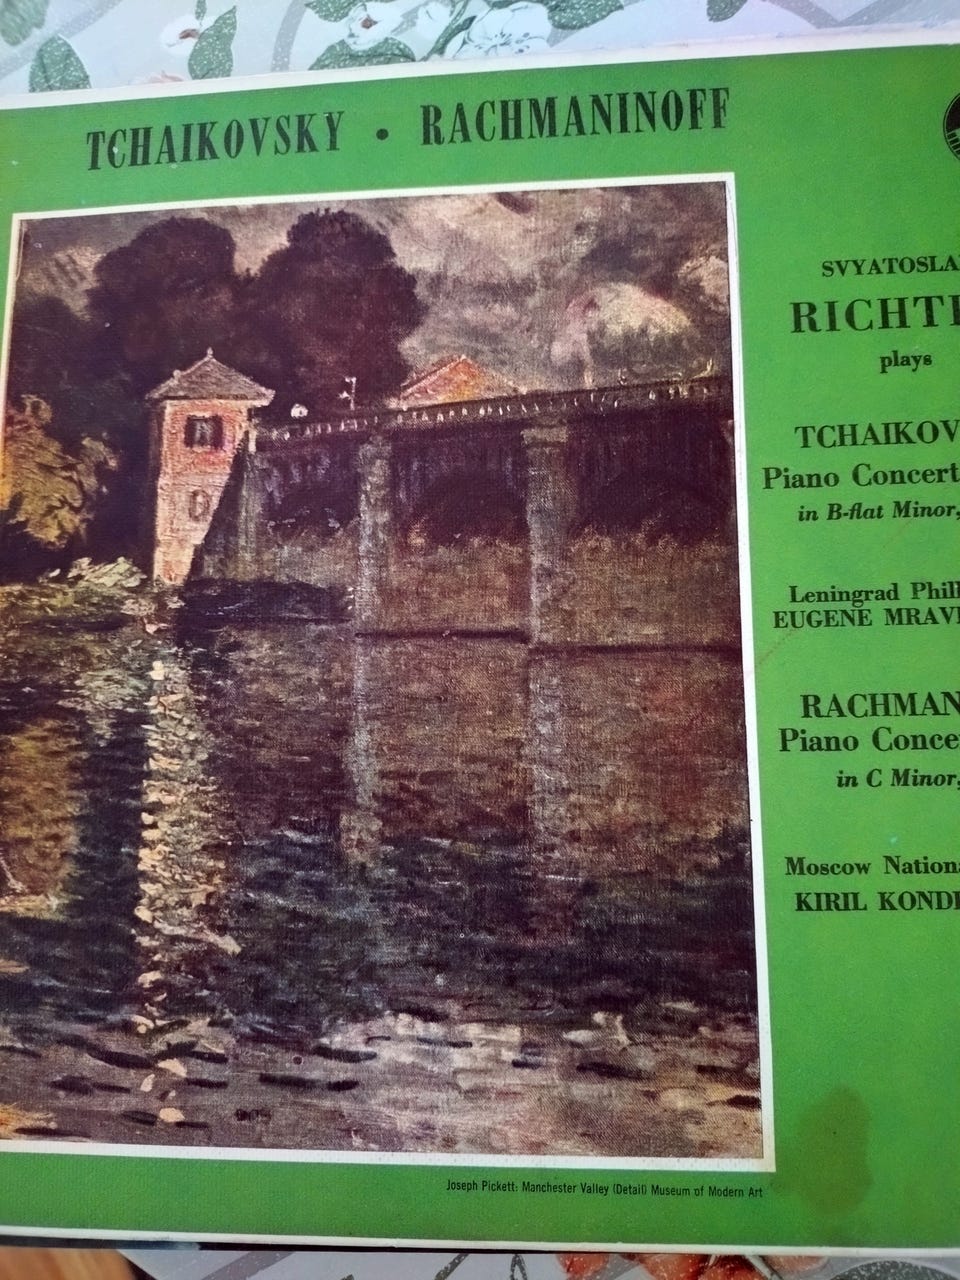 TCHAIKOVSKY • RACHMANINOFF
SVYATOSLA
RICHTE
plays
TCHAIKOV
Piano Concert
in B-flat Minor,
Leningrad Phil
EUGENE MRAV
RACHMAN
Piano Conce
in C Minor,
Moscow Nationa
KIRIL KOND
Joseph Pickett: Manchester Valley (Detail) Museum of Modern Art